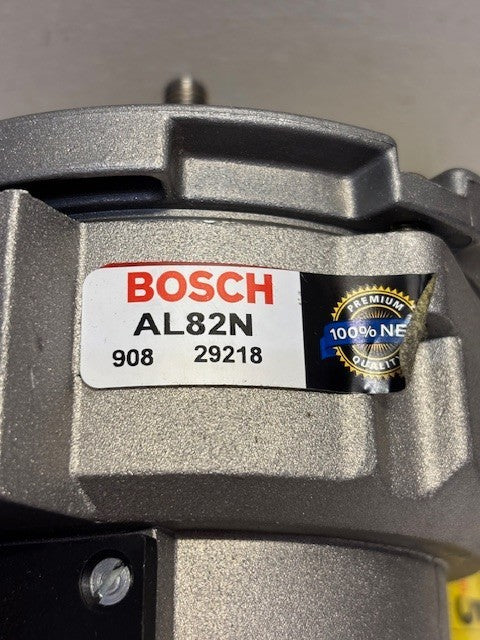 BOSCH
AL82N
908 29218
PREMIUM
100% NE
QUALITY